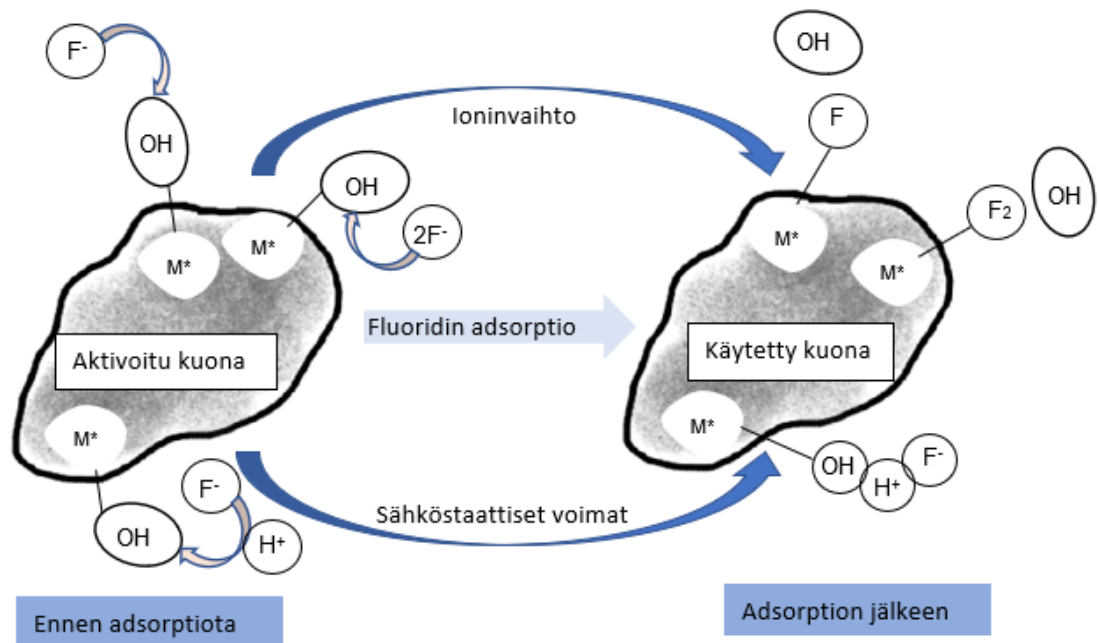 F-
OH
OH
2F-
M*
M*
Aktivoitu kuona
M*
OH
F-
H+
Ioninvaihto
Fluoridin adsorptio
Sähköstaattiset voimat
OH
F
OH
F2
M*
M*
Käytetty kuona
M*
OH
H+
F-
Ennen adsorptiota
Adsorption jälkeen